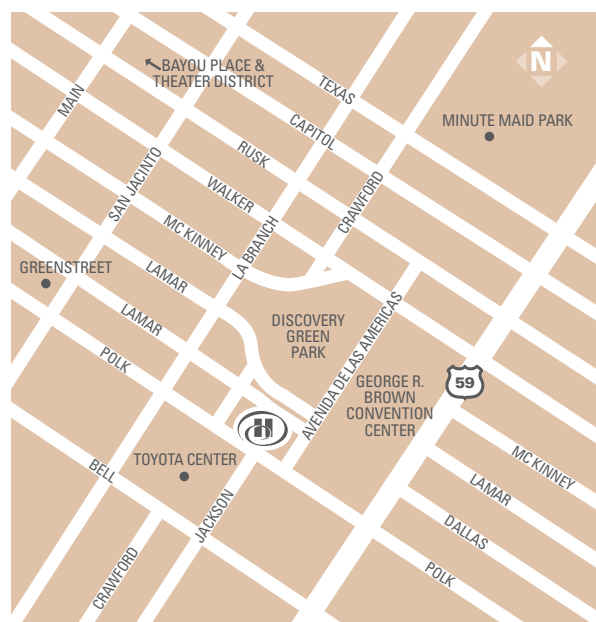 N
BAYOU PLACE &
THEATER DISTRICT
TEXAS
MAIN
CAPITOL
MINUTE MAID PARK
RUSK
SAN JACINTO
WALKER
CRAWFORD
MC KINNEY
LA BRANCH
GREENSTREET
LAMAR
LAMAR
DISCOVERY
GREEN
PARK
AVENIDA DE LAS AMERICAS
POLK
59
GEORGE R.
BROWN
CONVENTION
CENTER
H
TOYOTA CENTER
BELL
MC KINNEY
LAMAR
JACKSON
DALLAS
CRAWFORD
POLK